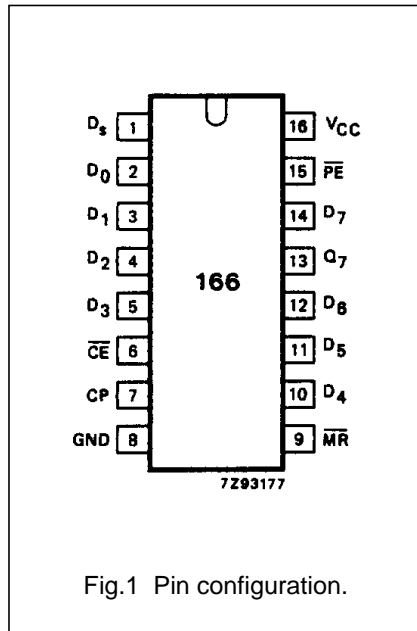 Ds 1 16 VCC
D0 2 15 PE
D1 3 14 D7
D2 4 13 Q7
166
D3 5 12 D6
CE 6 11 D5
CP 7 10 D4
GND 8 9 MR
7Z93177
Fig.1 Pin configuration.